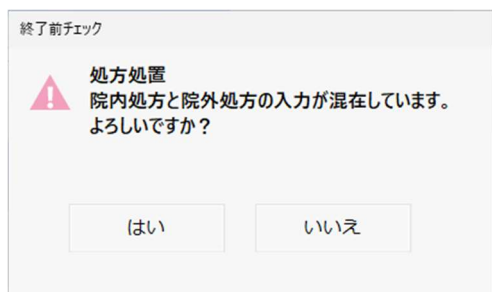 終了前チェック
処方処置
院内処方と院外処方の入力が混在しています。
よろしいですか？
はい
いいえ